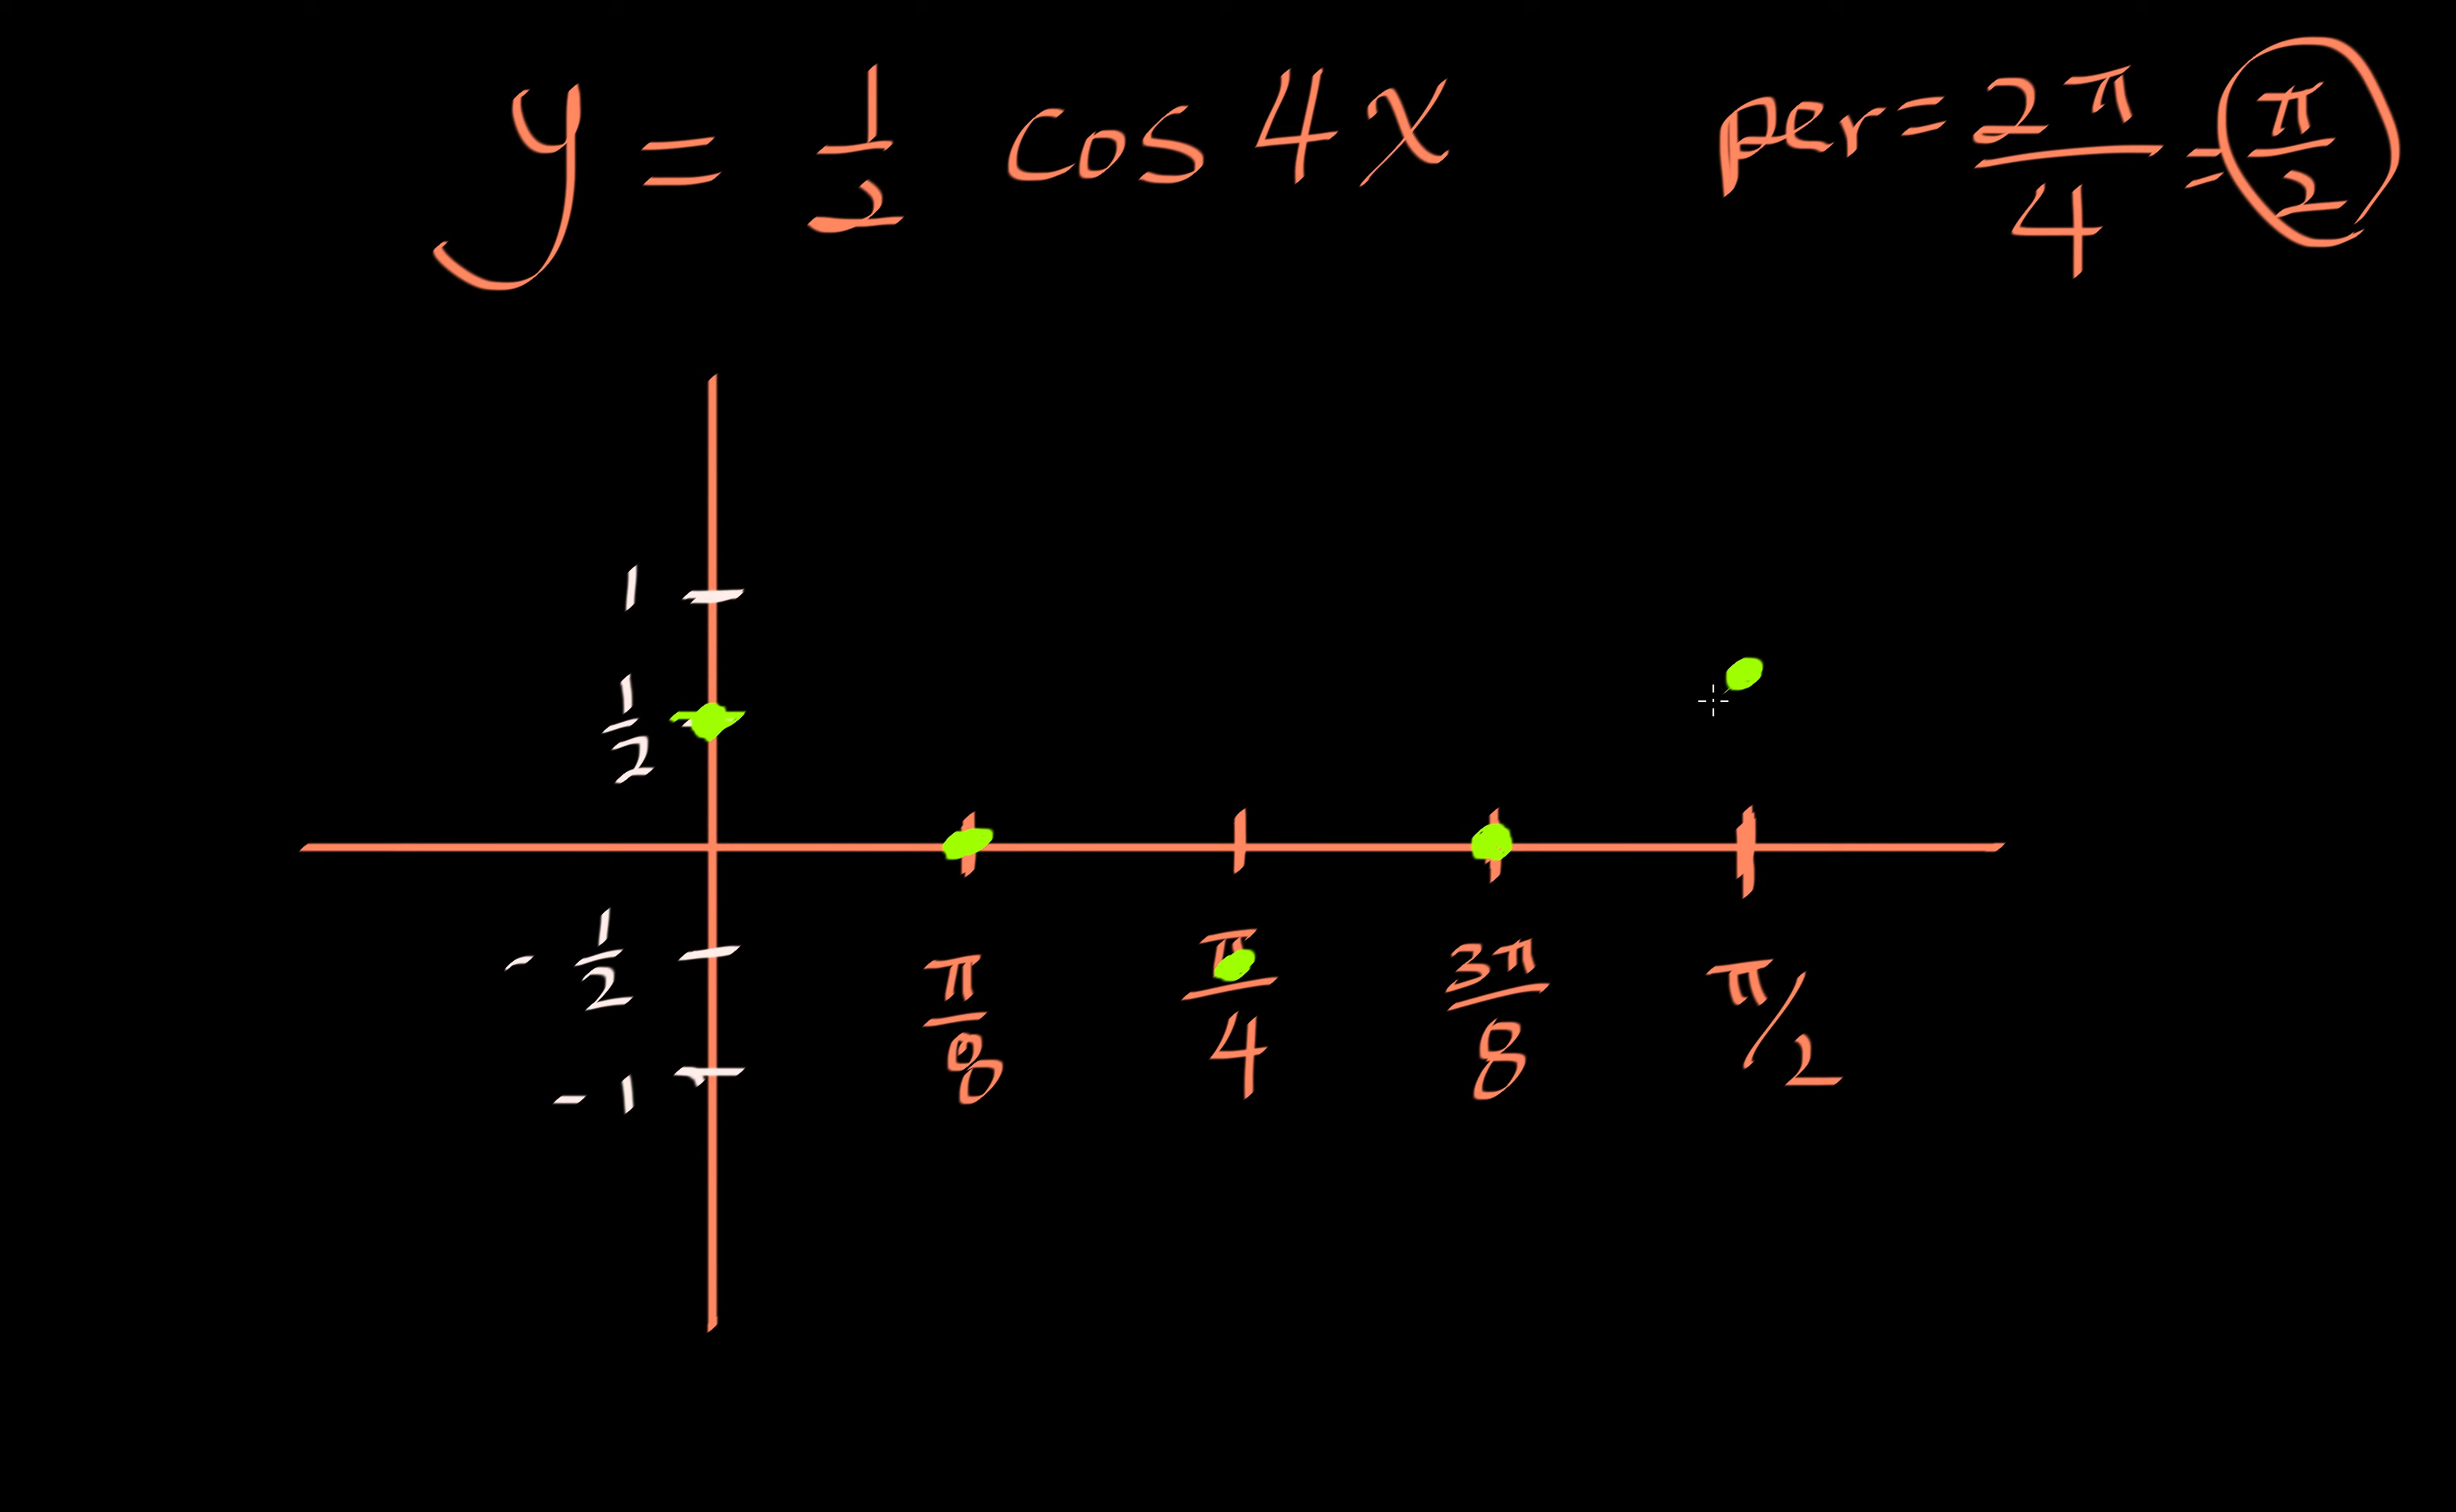 y = 1/2 cos 4x
per = 2π/4 = π/2
1
1/2
- 1/2
- 1
π/8 π/4 3π/8 π/2